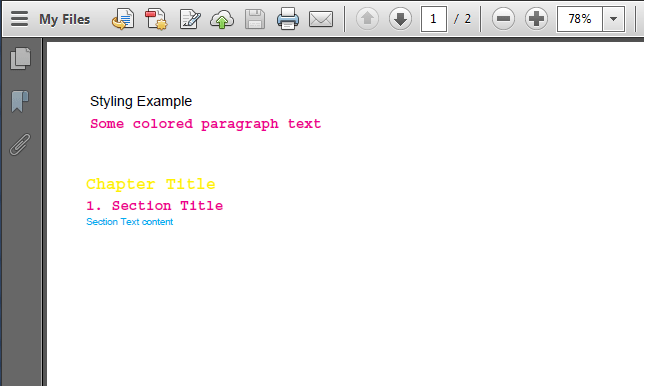 My Files 1 / 2 78%
Styling Example
Some colored paragraph text
Chapter Title
1. Section Title
Section Text content